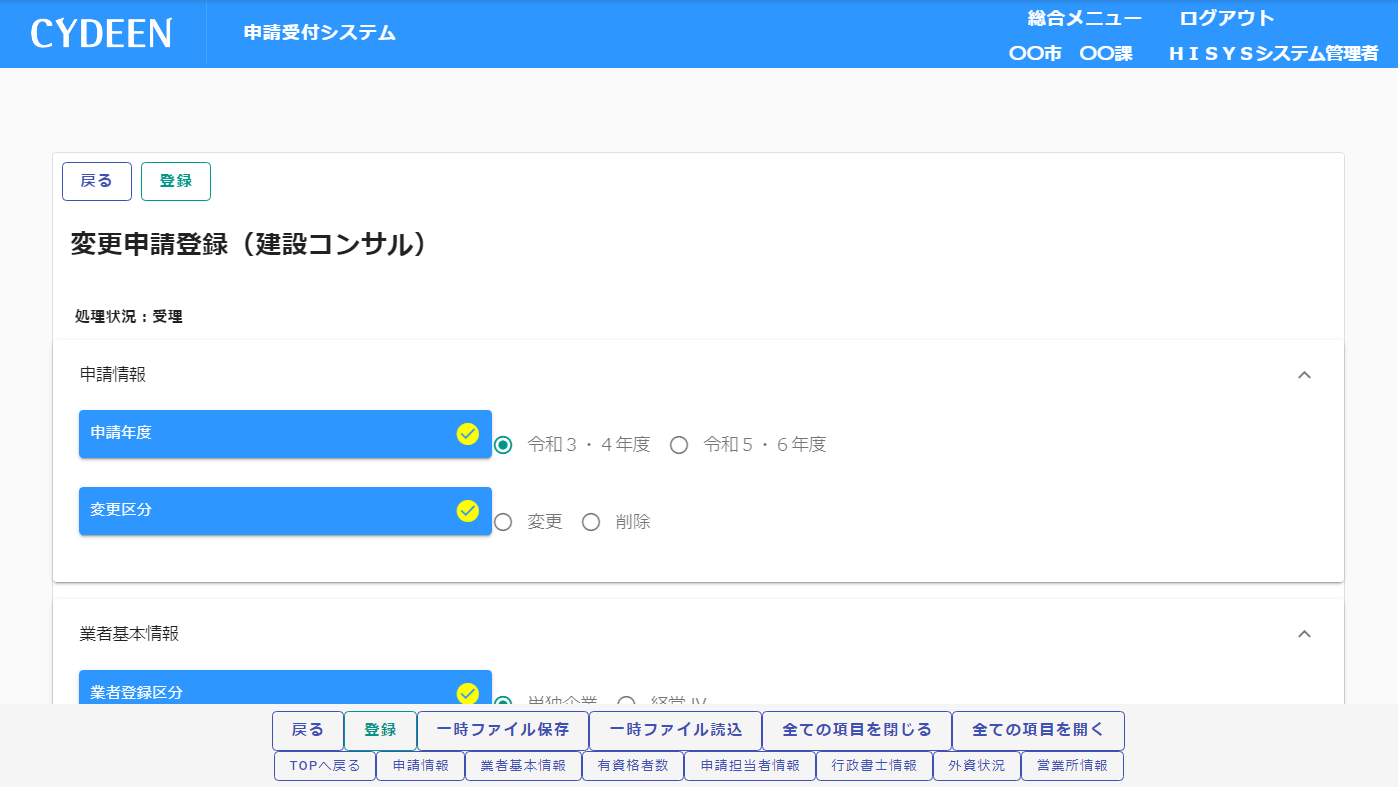 CYDEEN
申請受付システム
総合メニュー ログアウト
〇〇市 〇〇課 ＨＩＳＹＳシステム管理者
戻る 登録
変更申請登録（建設コンサル）
処理状況：受理
申請情報
申請年度 令和３・４年度 令和５・６年度
変更区分 変更 削除
業者基本情報
業者登録区分 単独企業 経営JV
戻る 登録 一時ファイル保存 一時ファイル読込 全ての項目を閉じる 全ての項目を開く
TOPへ戻る 申請情報 業者基本情報 有資格者数 申請担当者情報 行政書士情報 外資状況 営業所情報